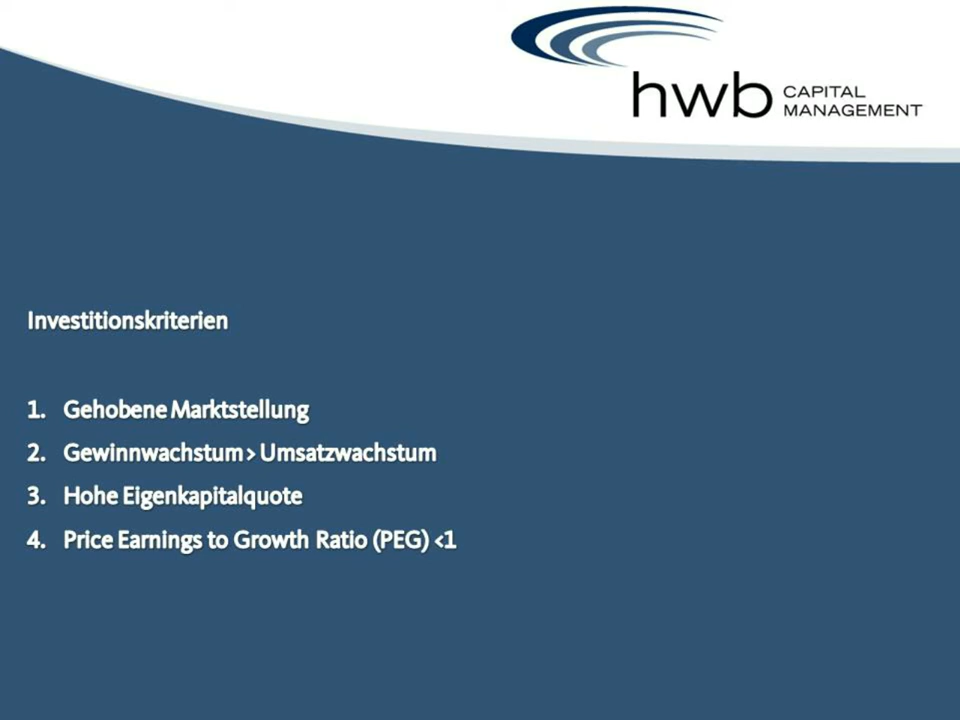 hwb CAPITAL
MANAGEMENT
Investitionskriterien
1. Gehobene Marktstellung
2. Gewinnwachstum > Umsatzwachstum
3. Hohe Eigenkapitalquote
4. Price Earnings to Growth Ratio (PEG) <1